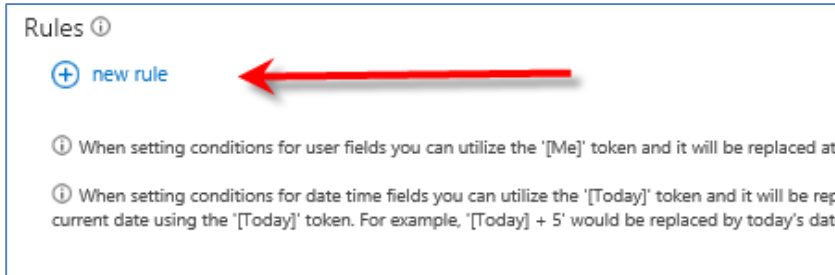 Rules
new rule
When setting conditions for user fields you can utilize the '[Me]' token and it will be replaced at
When setting conditions for date time fields you can utilize the '[Today]' token and it will be rep
current date using the '[Today]' token. For example, '[Today] + 5' would be replaced by today's dat